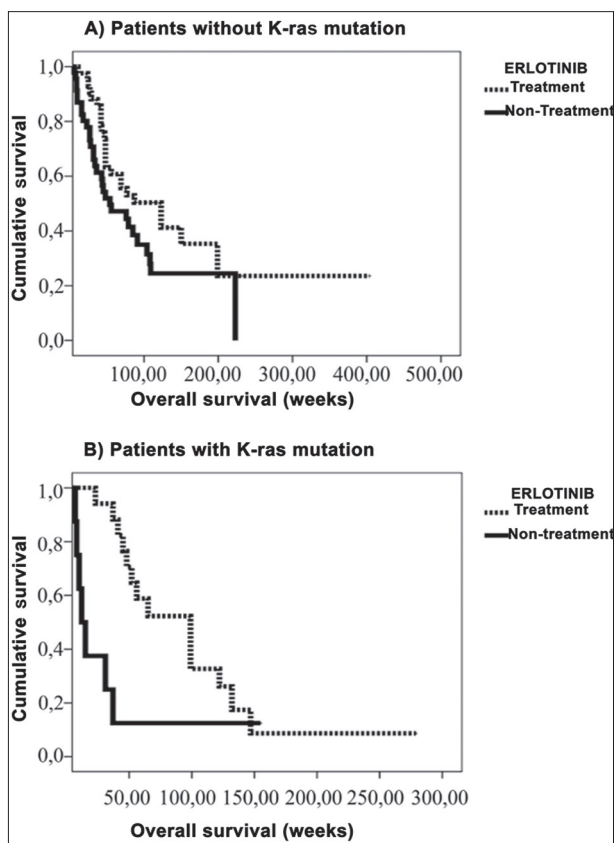 A) Patients without K-ras mutation
ERLOTINIB
Treatment
Non-Treatment
Cumulative survival
1,0
0,8
0,6
0,4
0,2
0,0
100,00 200,00 300,00 400,00 500,00
Overall survival (weeks)
B) Patients with K-ras mutation
ERLOTINIB
Treatment
Non-treatment
Cumulative survival
1,0
0,8
0,6
0,4
0,2
0,0
50,00 100,00 150,00 200,00 250,00 300,00
Overall survival (weeks)